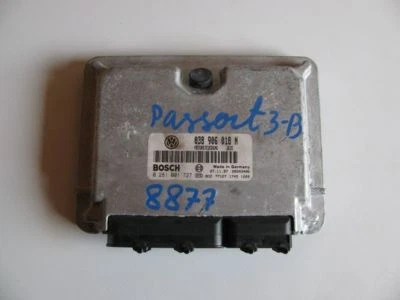 Passat 3-B
038 906 018 N
BOSCH
Made in Germany
0 281 001 727
8877